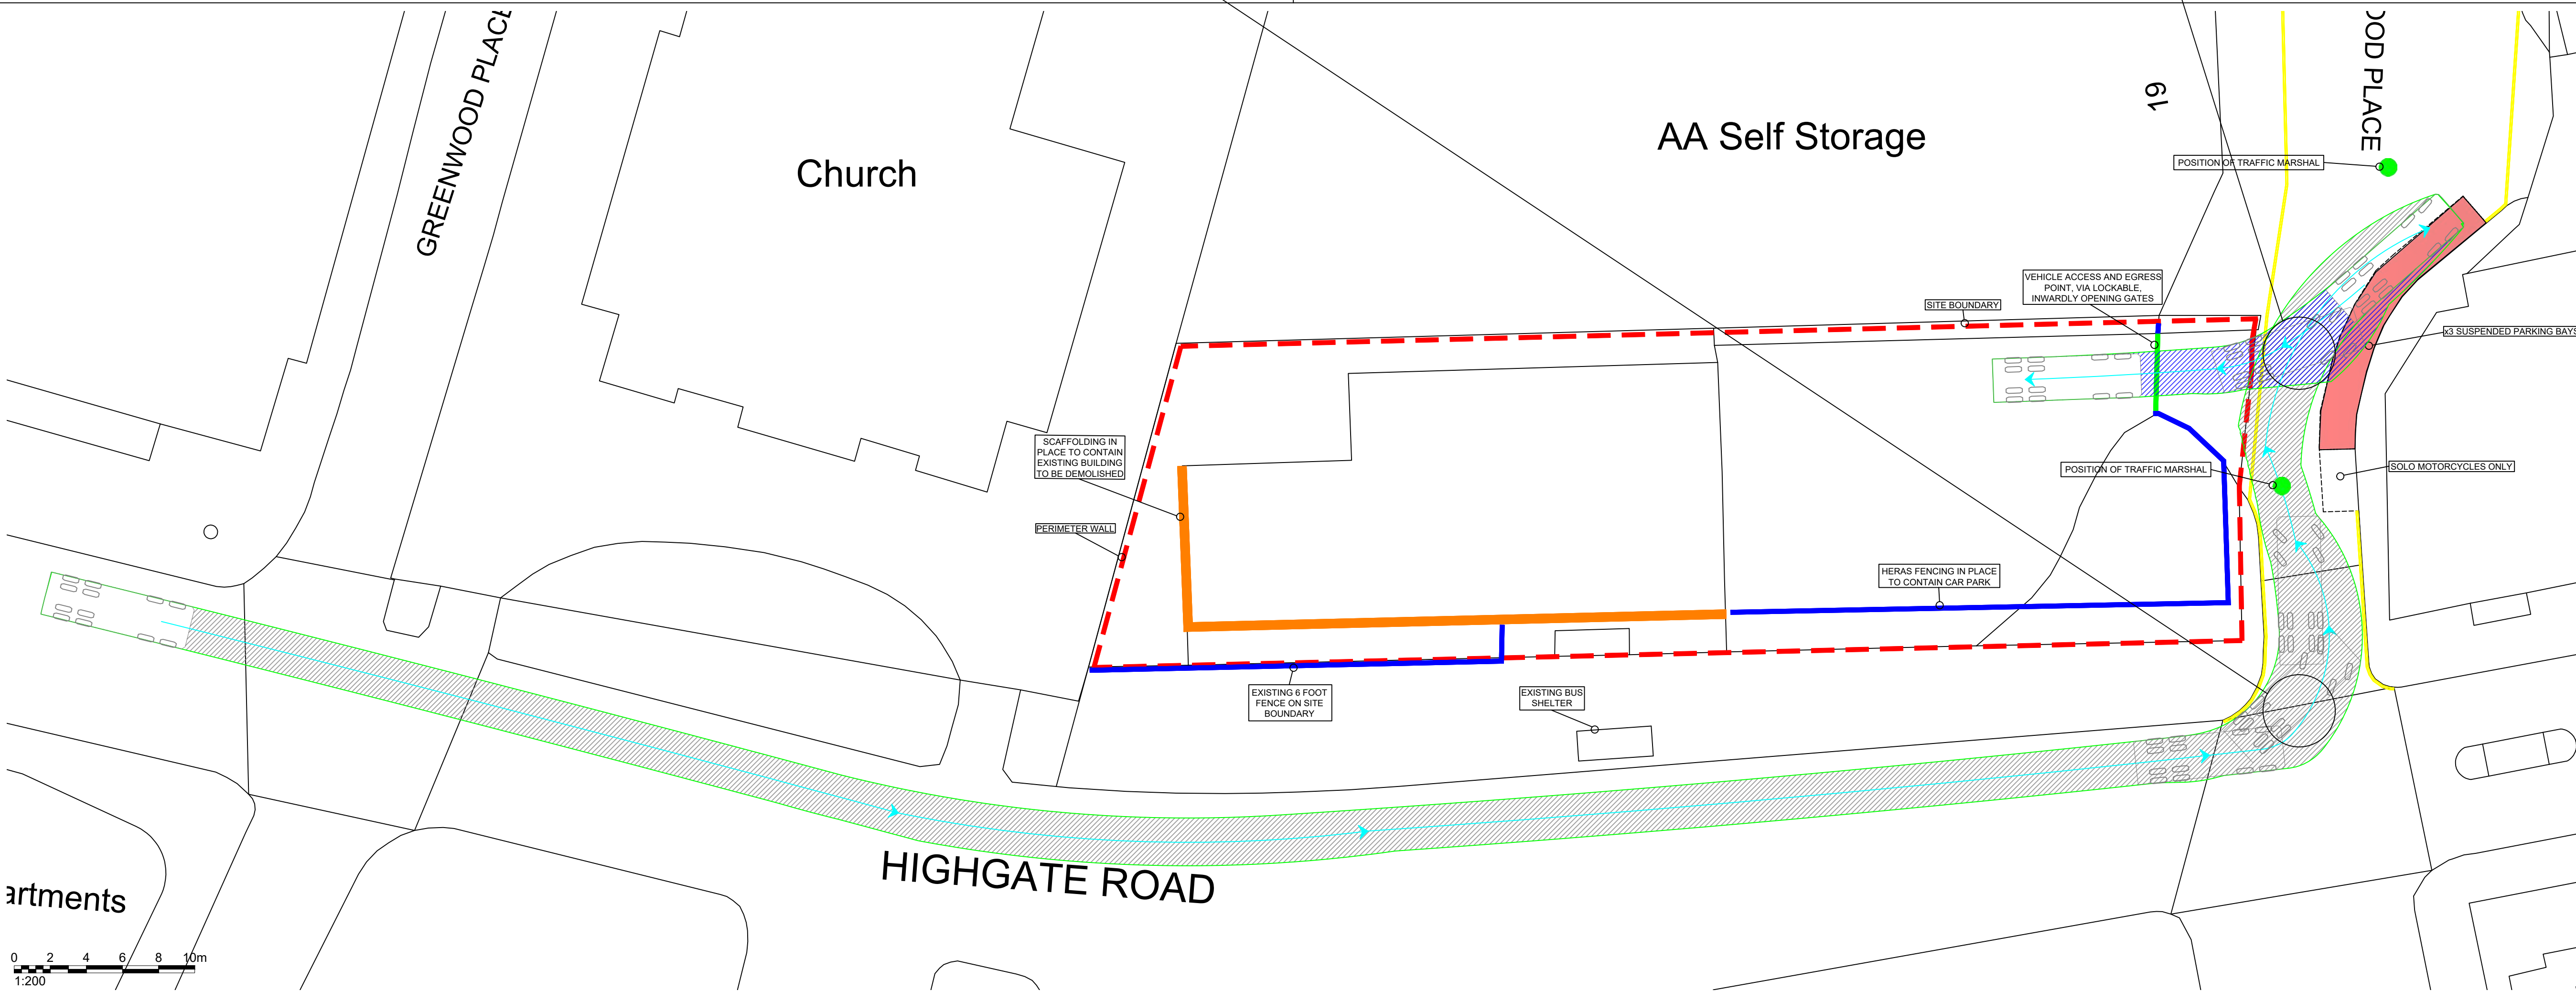 GREENWOOD PLACE
Church
AA Self Storage
19
OOD PLACE
POSITION OF TRAFFIC MARSHAL
VEHICLE ACCESS AND EGRESS
POINT, VIA LOCKABLE,
INWARDLY OPENING GATES
SITE BOUNDARY
x3 SUSPENDED PARKING BAYS
SCAFFOLDING IN
PLACE TO CONTAIN
EXISTING BUILDING
TO BE DEMOLISHED
POSITION OF TRAFFIC MARSHAL
SOLO MOTORCYCLES ONLY
PERIMETER WALL
HERAS FENCING IN PLACE
TO CONTAIN CAR PARK
EXISTING 6 FOOT
FENCE ON SITE
BOUNDARY
EXISTING BUS
SHELTER
HIGHGATE ROAD
artments
0 2 4 6 8 10m
1:200